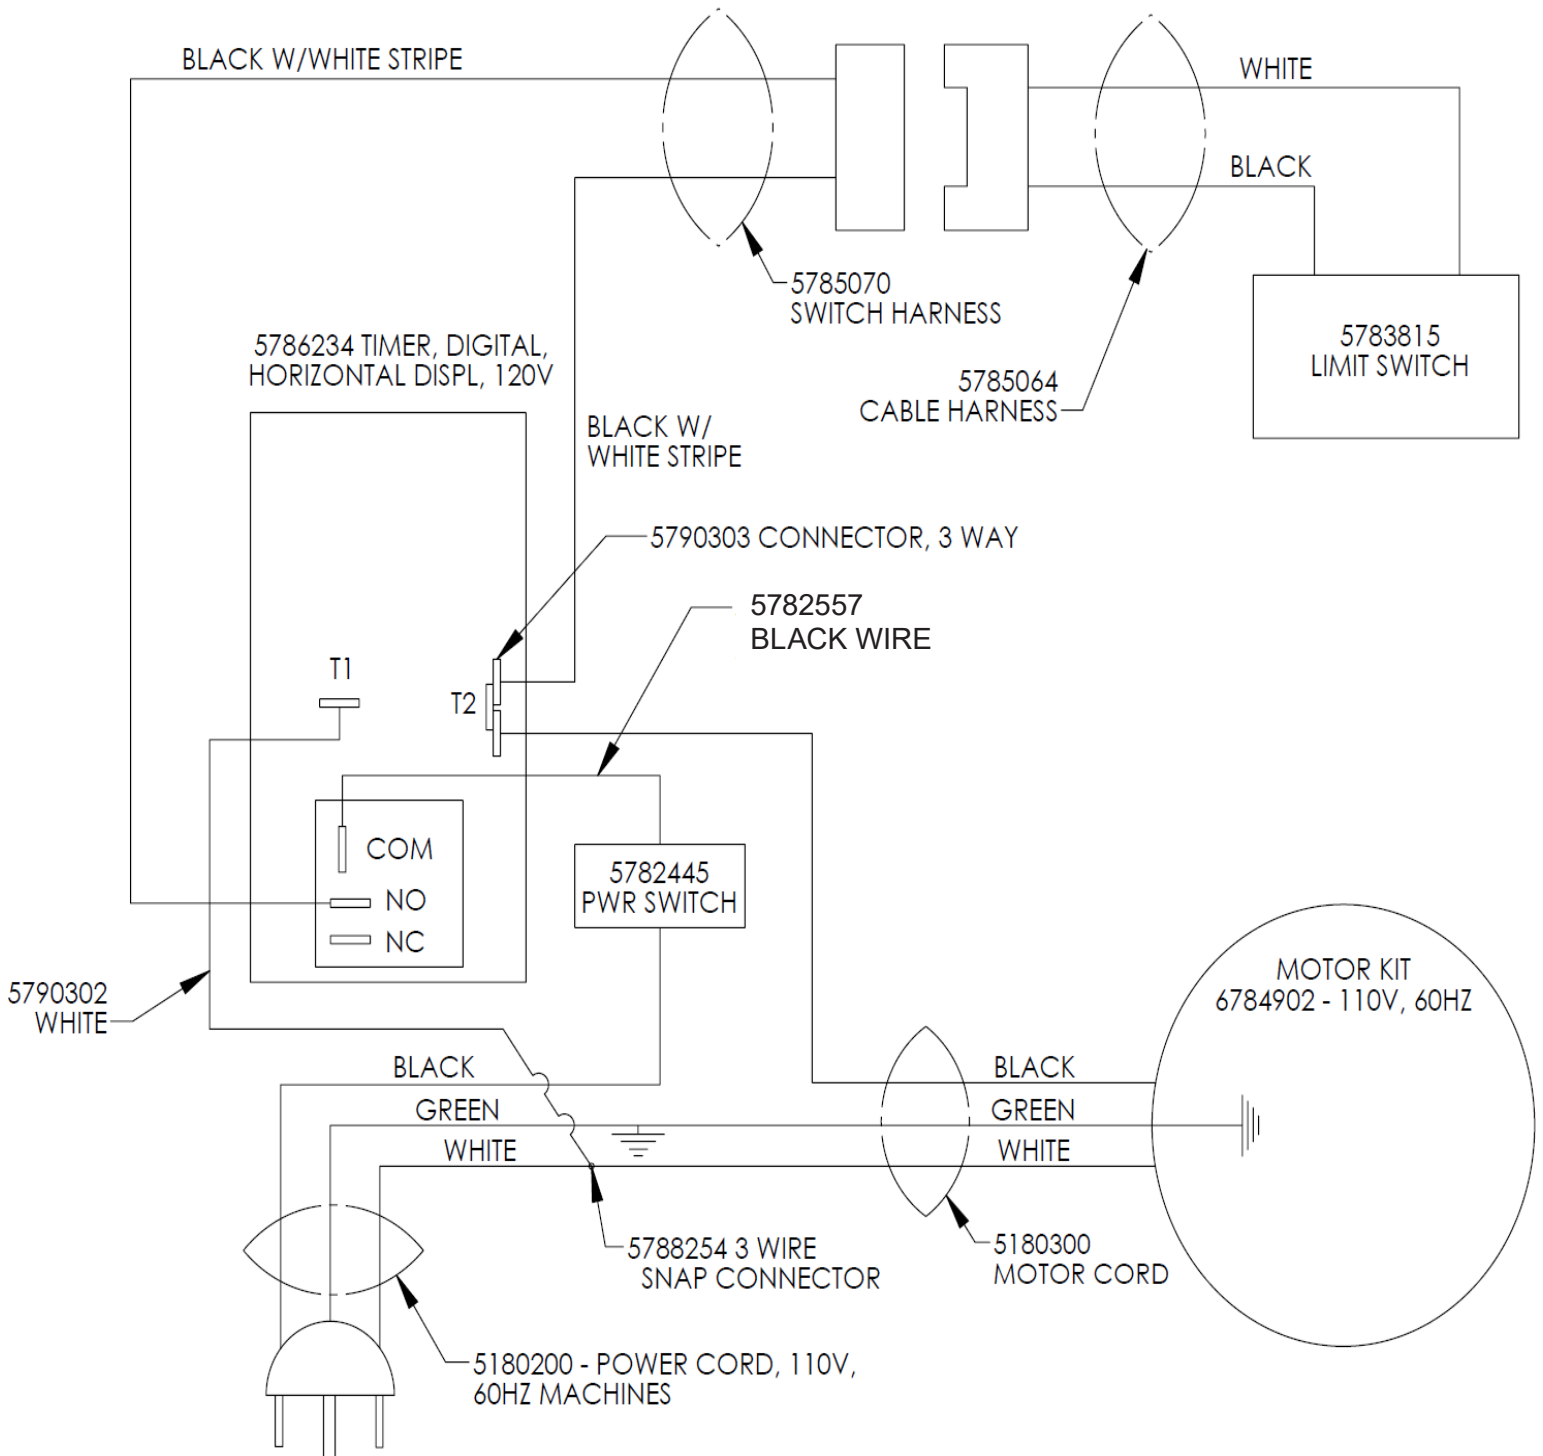 BLACK W/WHITE STRIPE
WHITE
BLACK
5785070
SWITCH HARNESS
5783815
LIMIT SWITCH
5786234 TIMER, DIGITAL,
HORIZONTAL DISPL, 120V
5785064
CABLE HARNESS
BLACK W/
WHITE STRIPE
5790303 CONNECTOR, 3 WAY
5782557
BLACK WIRE
T1
T2
COM
NO
NC
5782445
PWR SWITCH
5790302
WHITE
MOTOR KIT
6784902 - 110V, 60HZ
BLACK
BLACK
GREEN
GREEN
WHITE
WHITE
5788254 3 WIRE
SNAP CONNECTOR
5180300
MOTOR CORD
5180200 - POWER CORD, 110V,
60HZ MACHINES